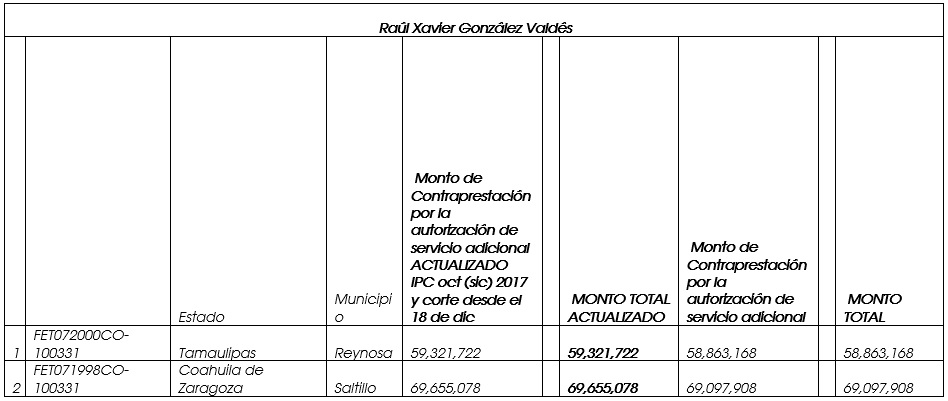 Raúl Xavier González Valdés
Estado
Municipi
o
Monto de
Contraprestación
por la
autorización de
servicio adicional
ACTUALIZADO
IPC oct (sic) 2017
y corte desde el
18 de dic
MONTO TOTAL
ACTUALIZADO
Monto de
Contraprestación
por la
autorización de
servicio adicional
MONTO
TOTAL
1
FET072000CO-
100331
Tamaulipas
Reynosa
59,321,722
59,321,722
58,863,168
58,863,168
2
FET071998CO-
100331
Coahuila de
Zaragoza
Saltillo
69,655,078
69,655,078
69,097,908
69,097,908